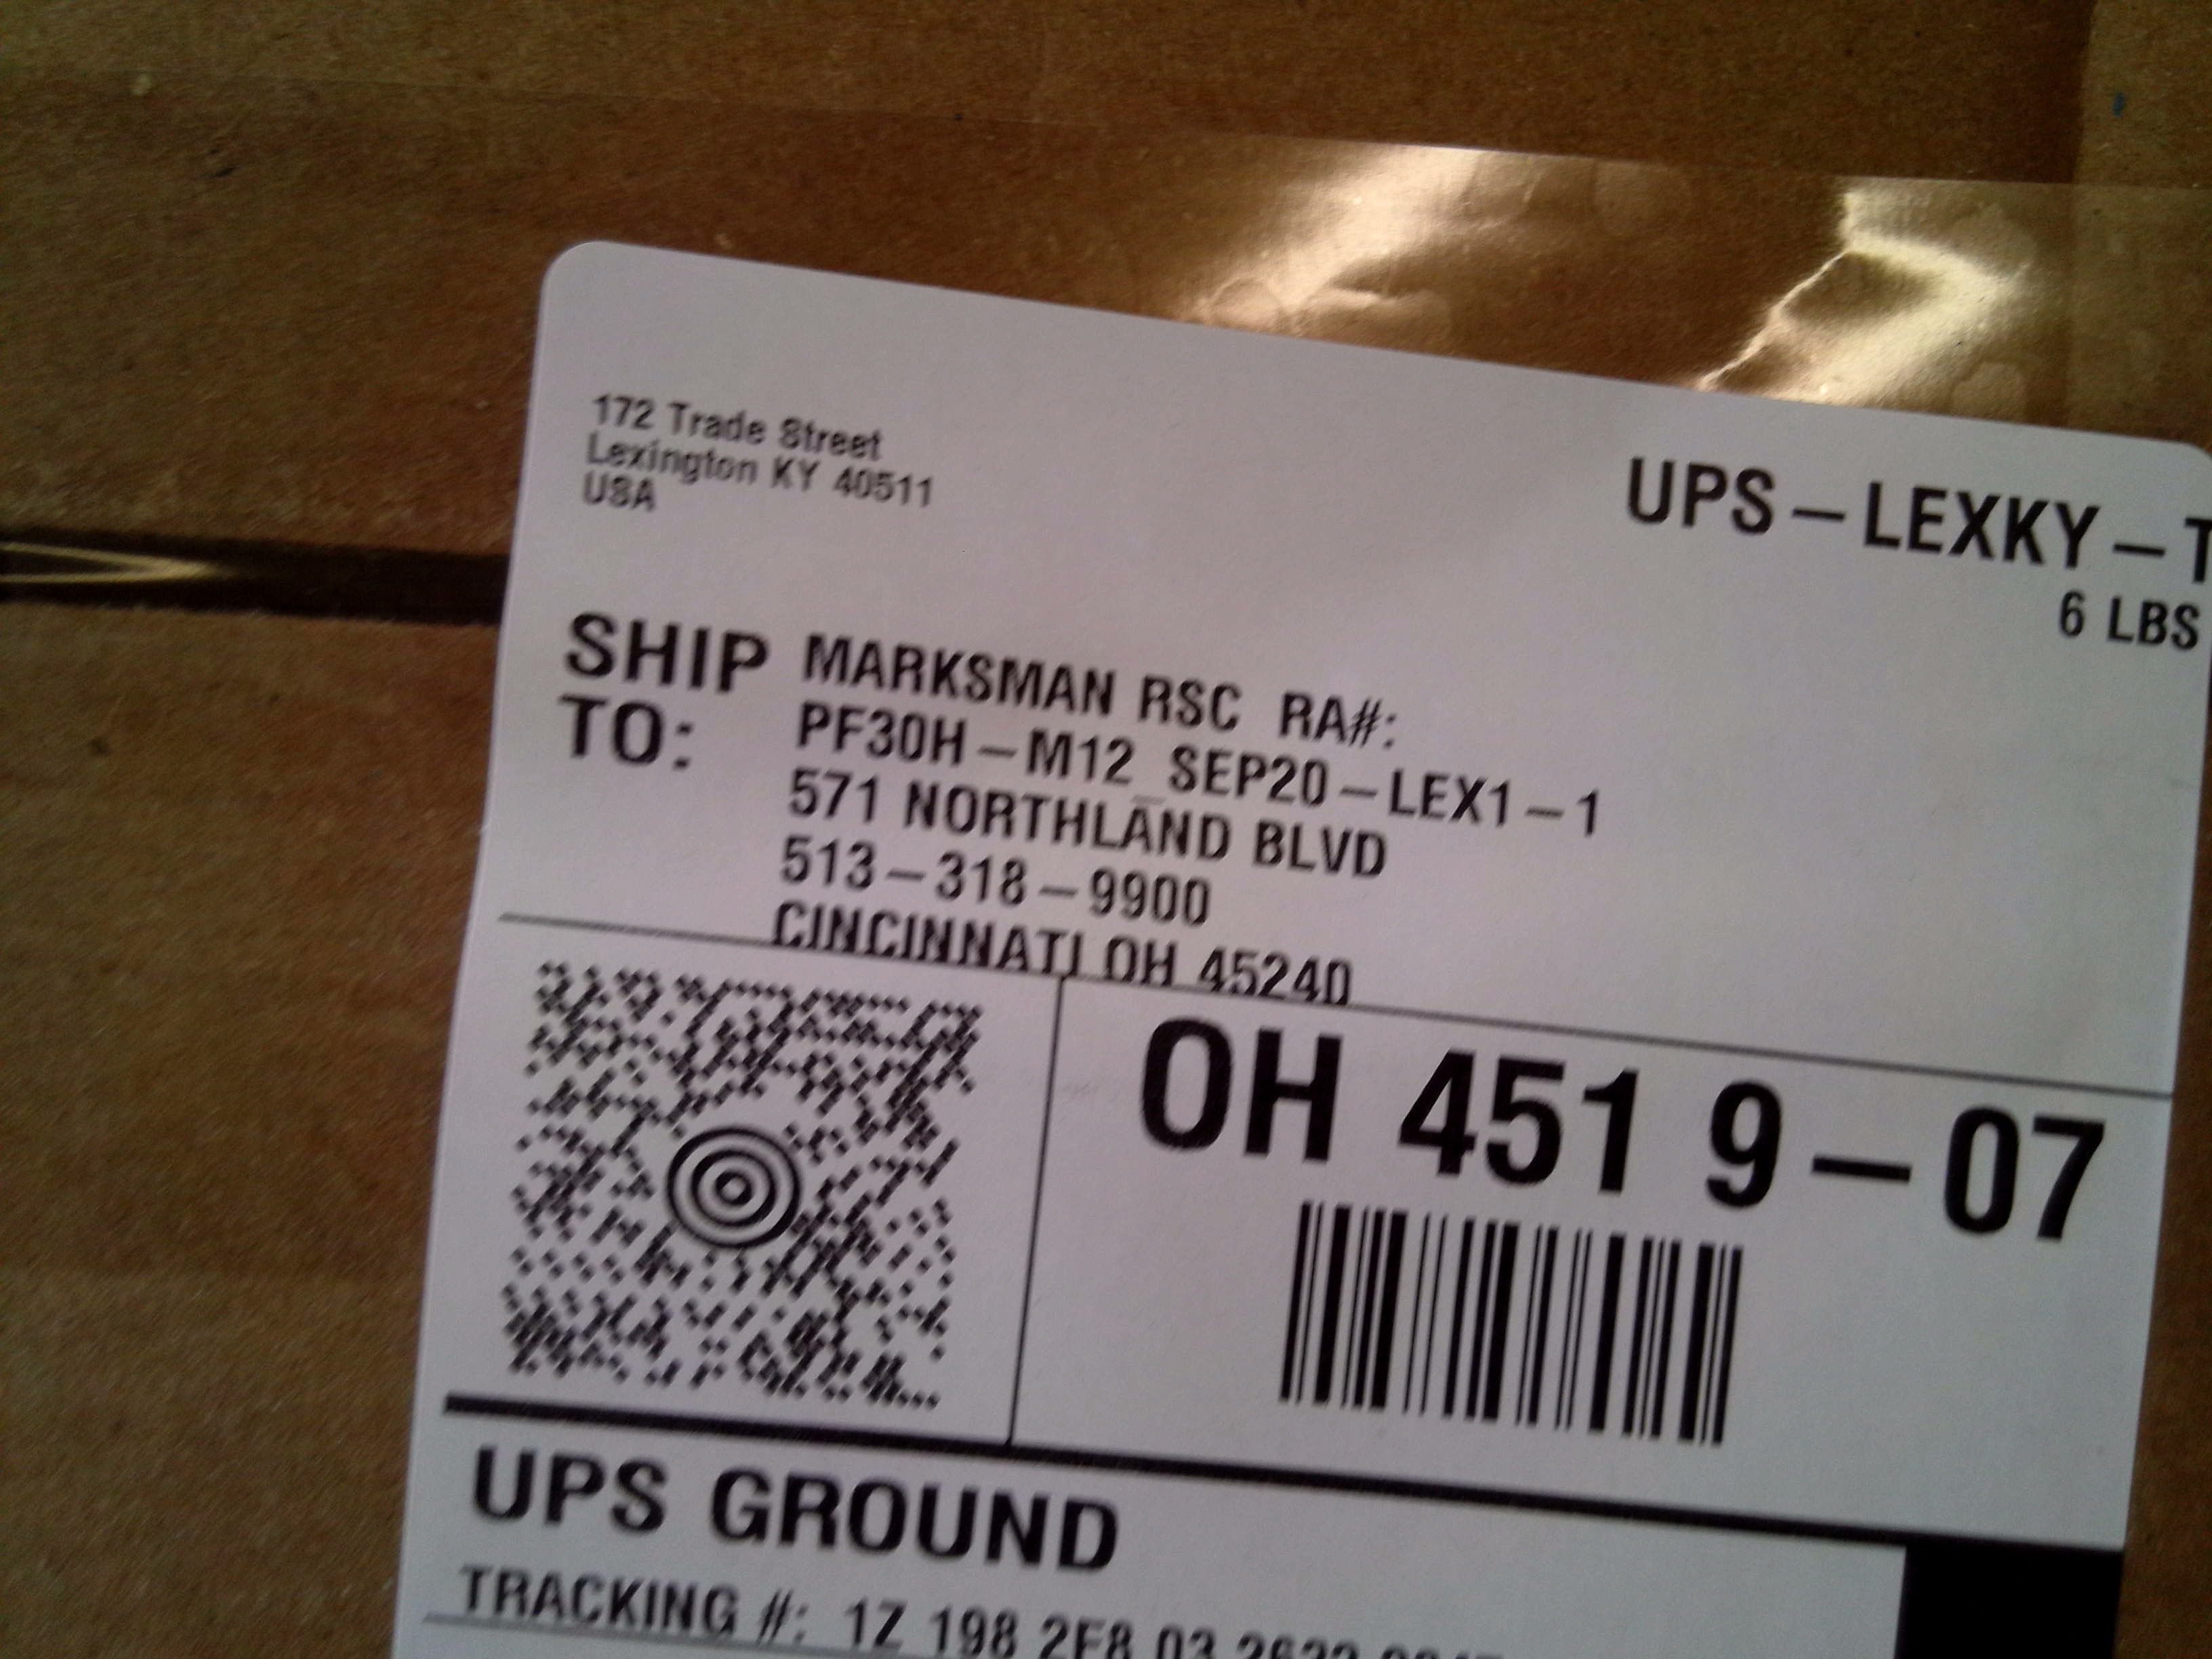 172 Trade Street
Lexington KY 40511
USA
UPS-LEXKY-T
6 LBS
SHIP TO:
MARKSMAN RSC RA#:
PF30H-M12_SEP20-LEX1-1
571 NORTHLAND BLVD
513-318-9900
CINCINNATI OH 45240
OH 451 9-07
UPS GROUND
TRACKING #: 1Z 198 2F8 03